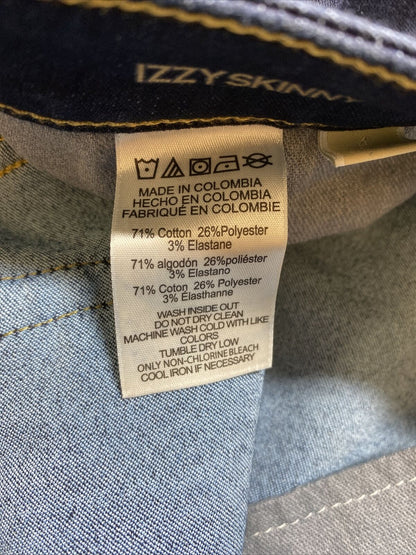 IZZY SKINNY
MADE IN COLOMBIA
HECHO EN COLOMBIA
FABRIQUÉ EN COLOMBIE
71% Cotton 26%Polyester
3% Elastane
71% algodón 26%poliéster
3% Elastano
71% Coton 26% Polyester
3% Élasthanne
WASH INSIDE OUT
DO NOT DRY CLEAN
MACHINE WASH COLD WITH LIKE
COLORS
TUMBLE DRY LOW
ONLY NON-CHLORINE BLEACH
COOL IRON IF NECESSARY